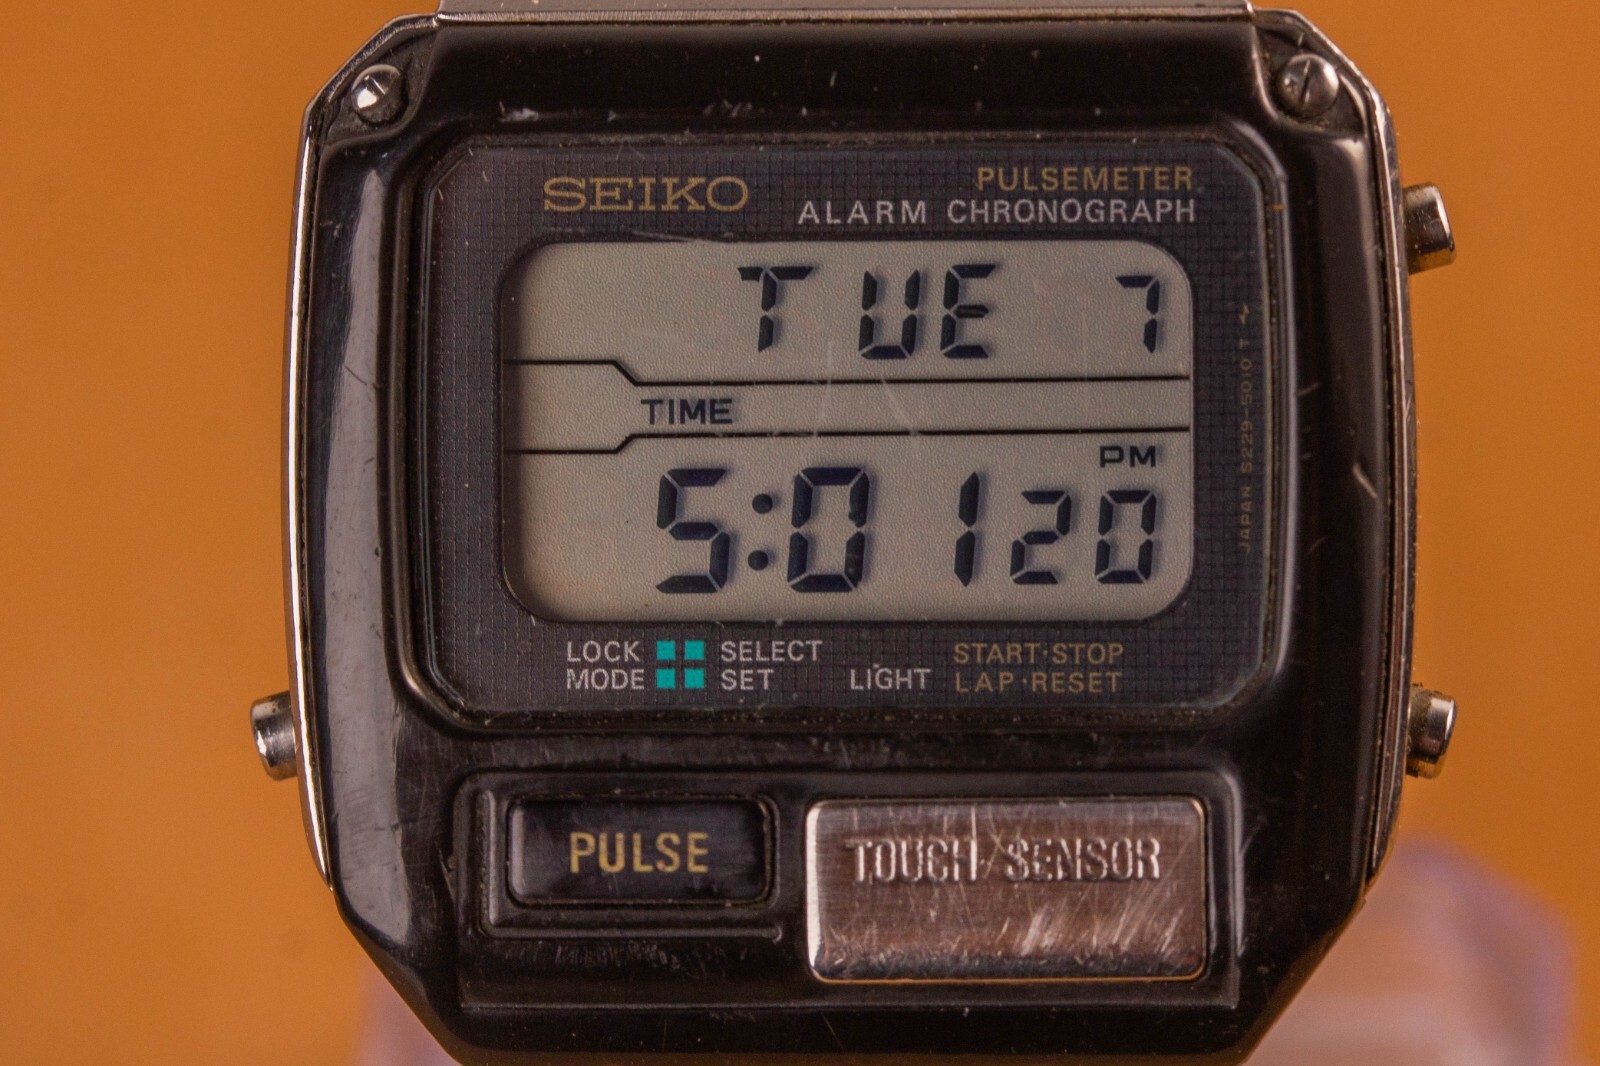 SEIKO
PULSEMETER
ALARM CHRONOGRAPH
TUE 7
TIME
PM
5:01 20
JAPAN S229-5010 T
LOCK SELECT
MODE SET
LIGHT
START·STOP
LAP·RESET
PULSE
TOUCH SENSOR